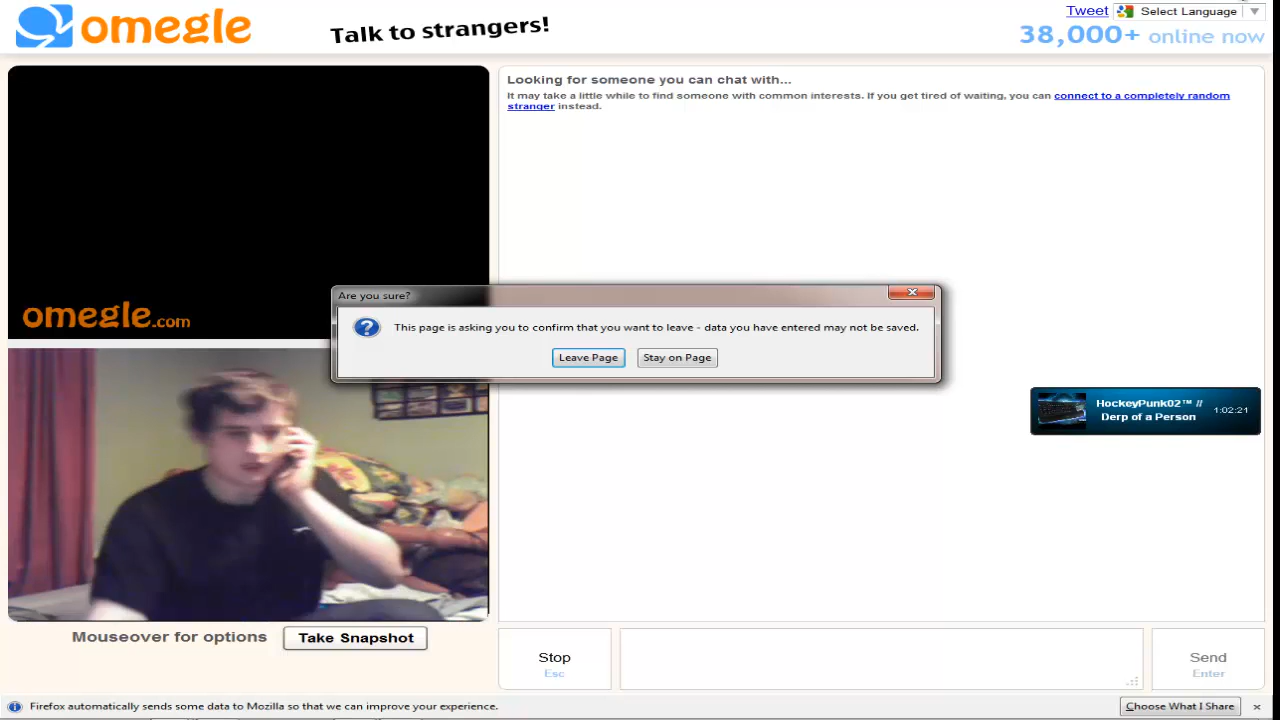 omegle
Talk to strangers!
Tweet
Select Language
38,000+ online now
Looking for someone you can chat with...
It may take a little while to find someone with common interests. If you get tired of waiting, you can connect to a completely random
stranger instead.
omegle.com
Are you sure?
This page is asking you to confirm that you want to leave - data you have entered may not be saved.
Leave Page
Stay on Page
HockeyPunk02™ //
Derp of a Person
1:02:21
Mouseover for options
Take Snapshot
Stop
Esc
Send
Enter
Firefox automatically sends some data to Mozilla so that we can improve your experience.
Choose What I Share